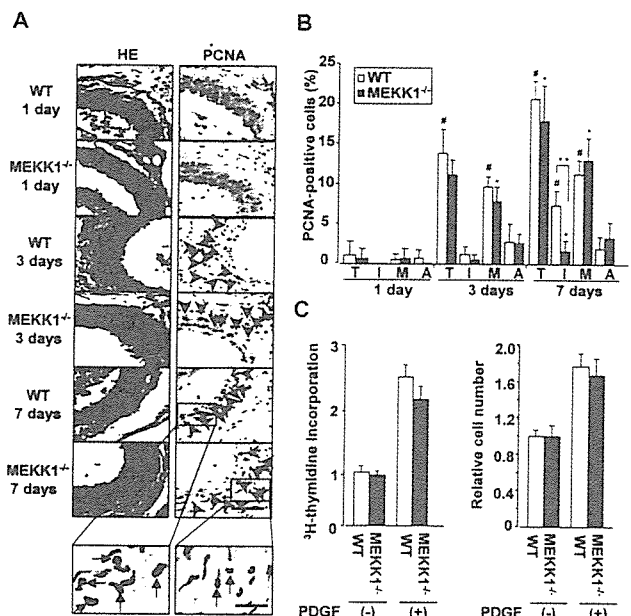 A
HE PCNA
WT
1 day
MEKK1-/-
1 day
WT
3 days
MEKK1-/-
3 days
WT
7 days
MEKK1-/-
7 days
B
PCNA-positive cells (%)
25
20
15
10
5
0
WT
MEKK1-/-
# # # * # ** # * # *
T I M A T I M A T I M A
1 day 3 days 7 days
C
³H-thymidine Incorporation
3
2
1
0
WT MEKK1-/- WT MEKK1-/-
PDGF (-) (+)
Relative cell number
2.0
1.6
1.2
0.8
0.4
0
WT MEKK1-/- WT MEKK1-/-
PDGF (-) (+)